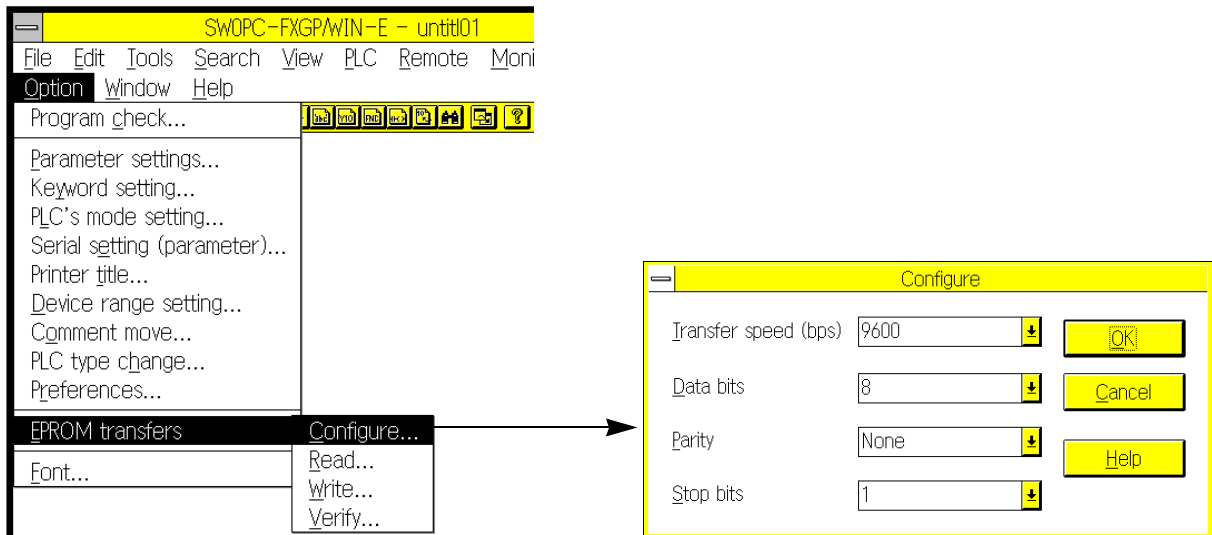 SW0PC-FXGP/WIN-E - untitl01
File Edit Tools Search View PLC Remote Moni
Option Window Help
Program check...
Parameter settings...
Keyword setting...
PLC's mode setting...
Serial setting (parameter)...
Printer title...
Device range setting...
Comment move...
PLC type change...
Preferences...
EPROM transfers
Font...
Configure...
Read...
Write...
Verify...
Configure
Transfer speed (bps) 9600
OK
Data bits 8
Cancel
Parity None
Help
Stop bits 1